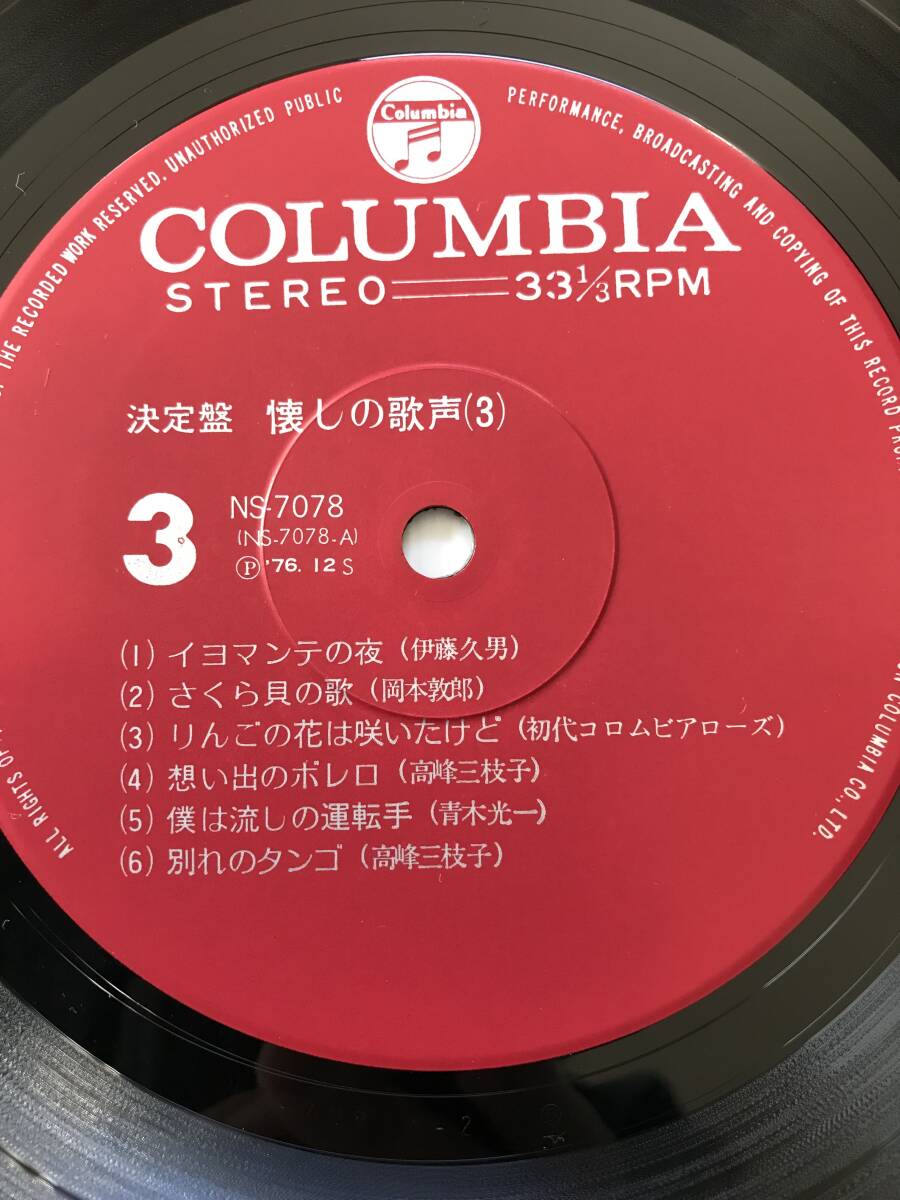 Columbia
COLUMBIA
STEREO 33 1/3 RPM
決定盤 懐しの歌声(3)
3
NS-7078
(NS-7078-A)
Ⓟ '76. 12 S
(1) イヨマンテの夜 (伊藤久男)
(2) さくら貝の歌 (岡本敦郎)
(3) りんごの花は咲いたけど (初代コロムビアローズ)
(4) 想い出のボレロ (高峰三枝子)
(5) 僕は流しの運転手 (青木光一)
(6) 別れのタンゴ (高峰三枝子)
ALL RIGHTS OF THE RECORDED WORK RESERVED. UNAUTHORIZED PUBLIC PERFORMANCE, BROADCASTING AND COPYING OF THIS RECORD
COLUMBIA CO., LTD.
-2